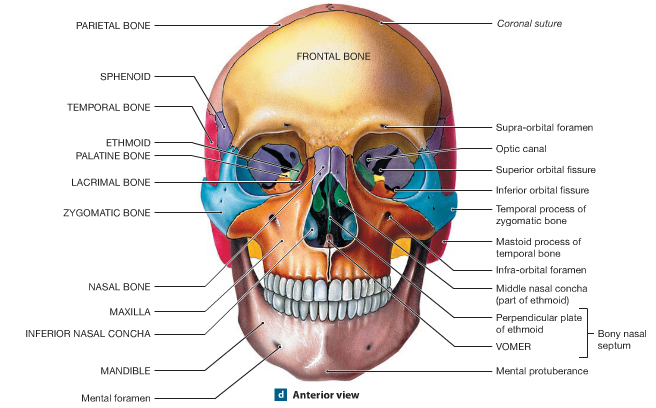 PARIETAL BONE
SPHENOID
TEMPORAL BONE
ETHMOID
PALATINE BONE
LACRIMAL BONE
ZYGOMATIC BONE
NASAL BONE
MAXILLA
INFERIOR NASAL CONCHA
MANDIBLE
Mental foramen
FRONTAL BONE
Coronal suture
Supra-orbital foramen
Optic canal
Superior orbital fissure
Inferior orbital fissure
Temporal process of
zygomatic bone
Mastoid process of
temporal bone
Infra-orbital foramen
Middle nasal concha
(part of ethmoid)
Perpendicular plate
of ethmoid
VOMER
Bony nasal
septum
Mental protuberance
d Anterior view